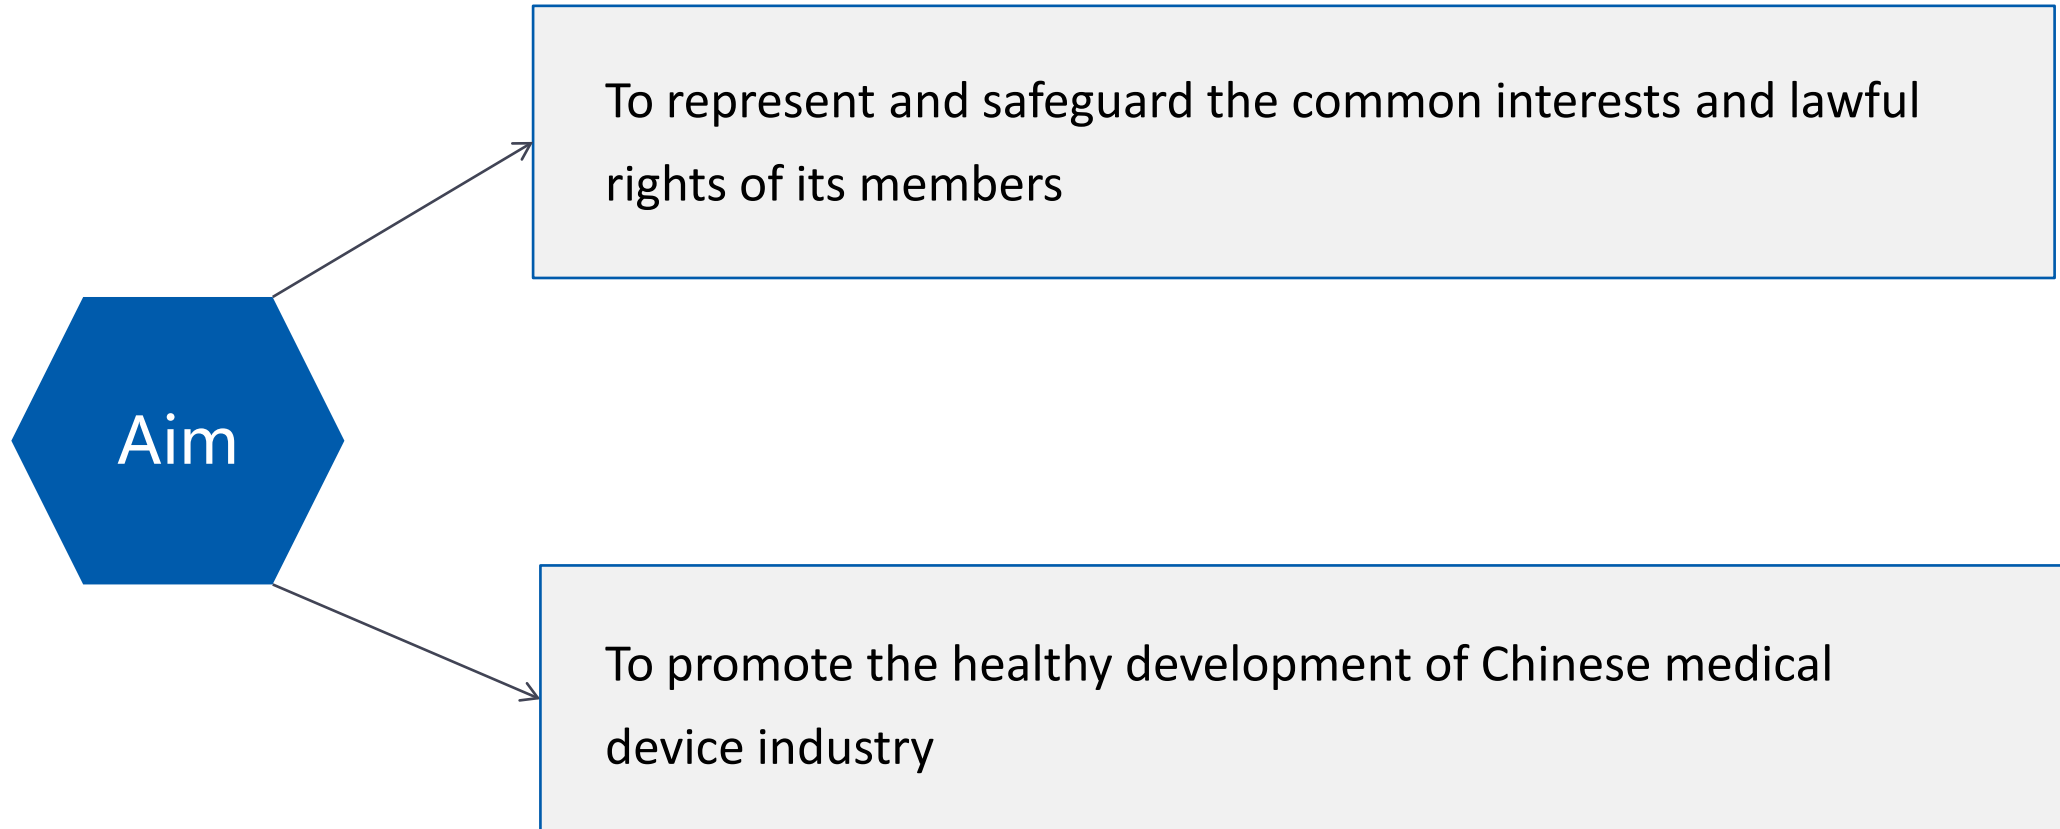 To represent and safeguard the common interests and lawful
rights of its members
Aim
To promote the healthy development of Chinese medical
device industry